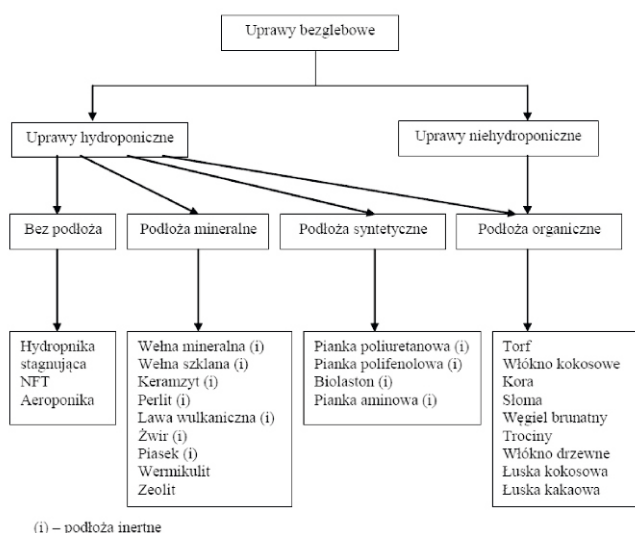 Uprawy bezglebowe
Uprawy hydroponiczne
Uprawy niehydroponiczne
Bez podłoża
Podłoża mineralne
Podłoża syntetyczne
Podłoża organiczne
Hydropnika
stagnująca
NFT
Aeroponika
Wełna mineralna (i)
Wełna szklana (i)
Keramzyt (i)
Perlit (i)
Lawa wulkaniczna (i)
Żwir (i)
Piasek (i)
Wermikulit
Zeolit
Pianka poliuretanowa (i)
Pianka polifenolowa (i)
Biolaston (i)
Pianka aminowa (i)
Torf
Włókno kokosowe
Kora
Słoma
Węgiel brunatny
Trociny
Włókno drzewne
Łuska kokosowa
Łuska kakaowa
(i) – podłoża inertne